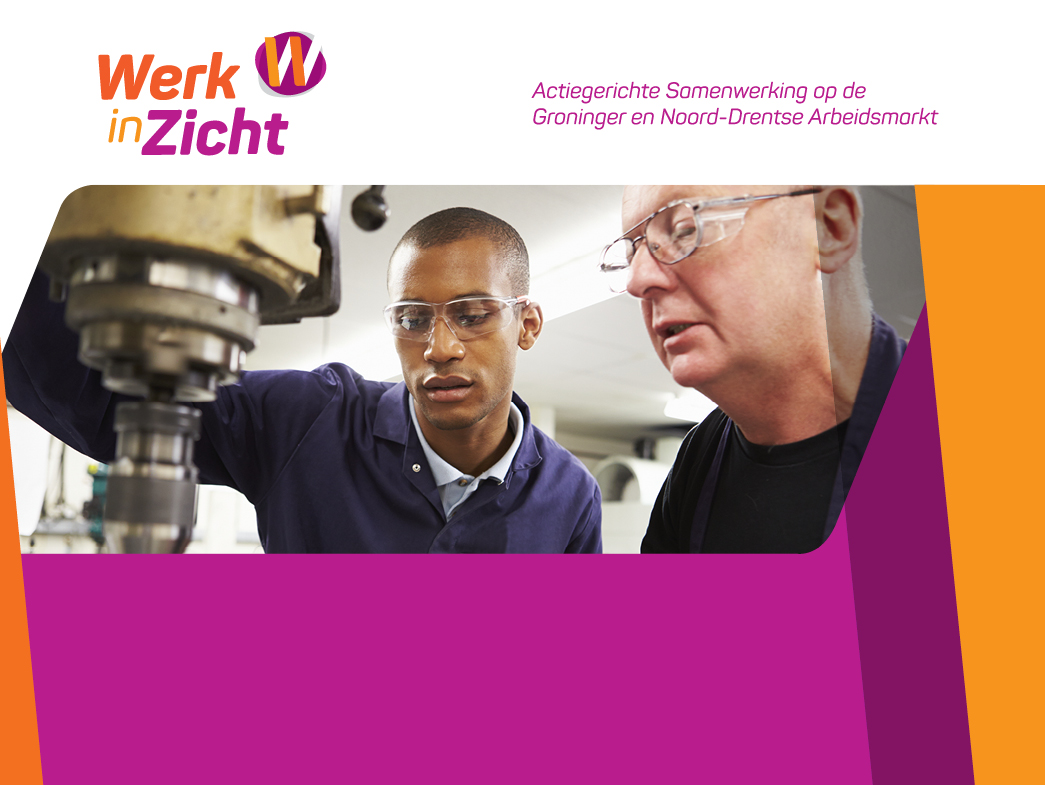 Werk
inZicht
W
Actiegerichte Samenwerking op de
Groninger en Noord-Drentse Arbeidsmarkt